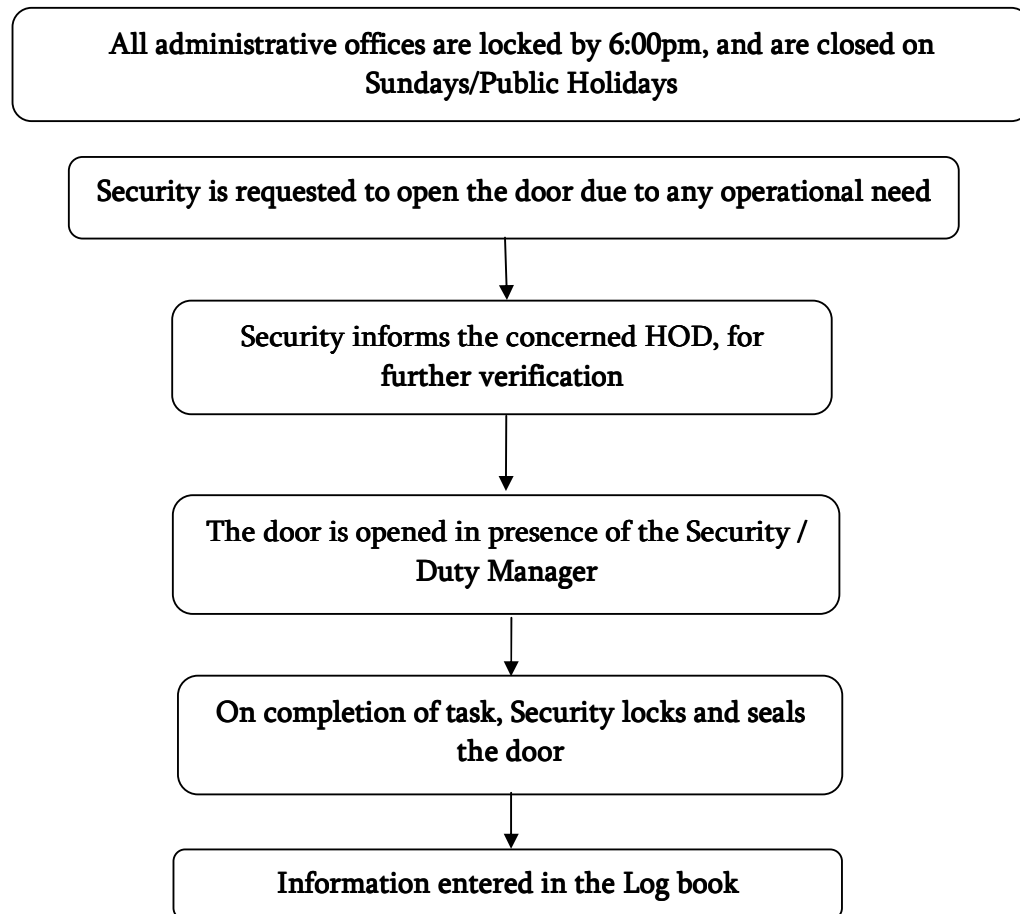 All administrative offices are locked by 6:00pm, and are closed on
Sundays/Public Holidays
Security is requested to open the door due to any operational need
Security informs the concerned HOD, for
further verification
The door is opened in presence of the Security /
Duty Manager
On completion of task, Security locks and seals
the door
Information entered in the Log book